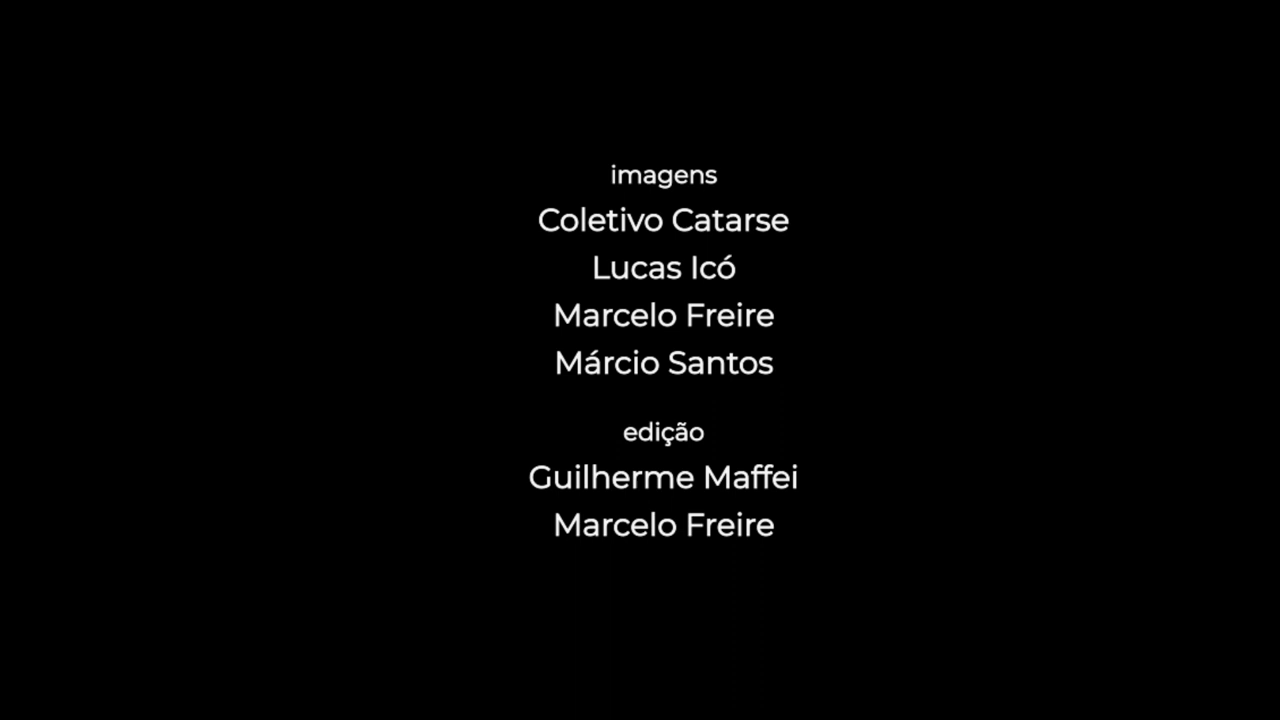 imagens
Coletivo Catarse
Lucas Icó
Marcelo Freire
Márcio Santos
edição
Guilherme Maffei
Marcelo Freire